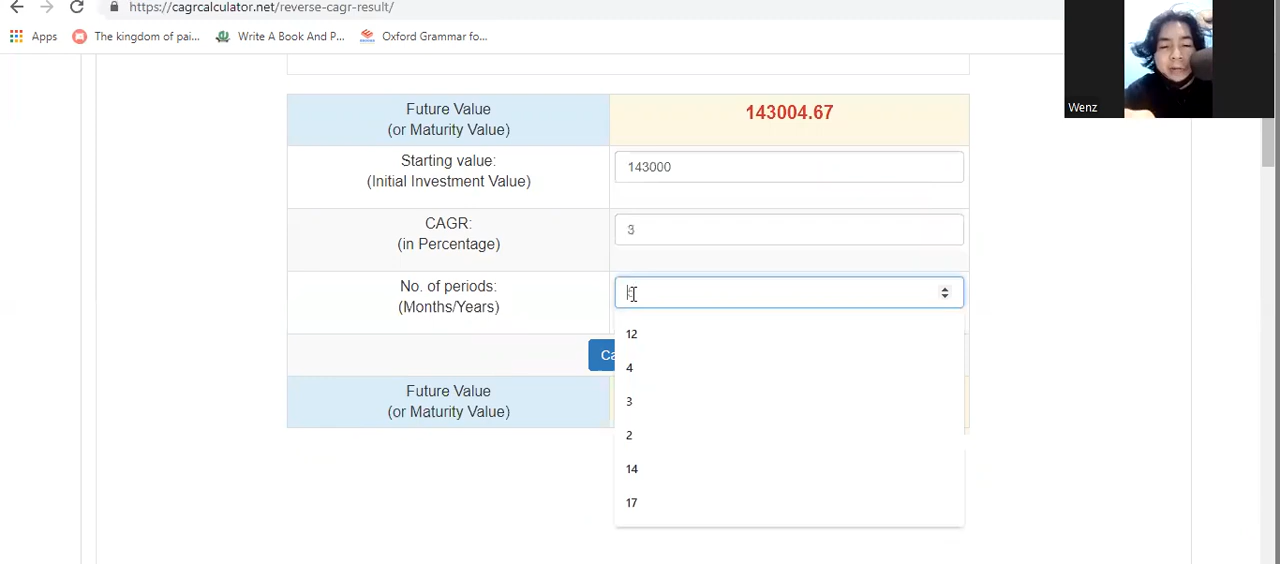 https://cagrcalculator.net/reverse-cagr-result/
Apps The kingdom of pai... Write A Book And P... Oxford Grammar fo...
Wenz
Future Value
(or Maturity Value)
143004.67
Starting value:
(Initial Investment Value)
143000
CAGR:
(in Percentage)
3
No. of periods:
(Months/Years)
12
4
3
2
14
17
Ca
Future Value
(or Maturity Value)